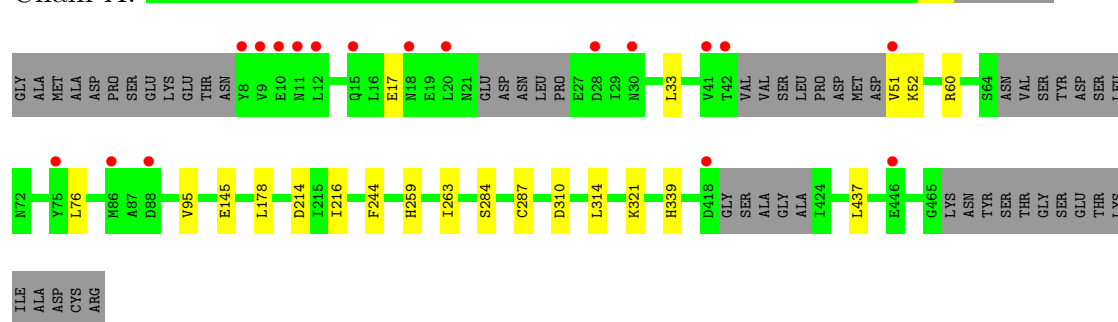 Chain A:
GLY ALA MET ALA ASP PRO SER GLU LYS GLU THR ASN Y8 V9 E10 N11 L12 Q15 L16 E17 N18 E19 L20 N21 GLU ASP ASN LEU PRO E27 D28 I29 N30 L33 V41 T42 VAL VAL SER LEU PRO ASP MET ASP V51 K52 R60 S64 ASN VAL SER TYR ASP SER LEU
N72 Y75 L76 M86 A87 D88 V95 E145 L178 D214 I215 I216 F244 H259 I263 S284 C287 D310 L314 K321 H339 D418 GLY SER ALA GLY ALA I424 L437 E446 G465 LYS ASN TYR SER THR GLY SER GLU THR LYS
ILE ALA ASP CYS ARG